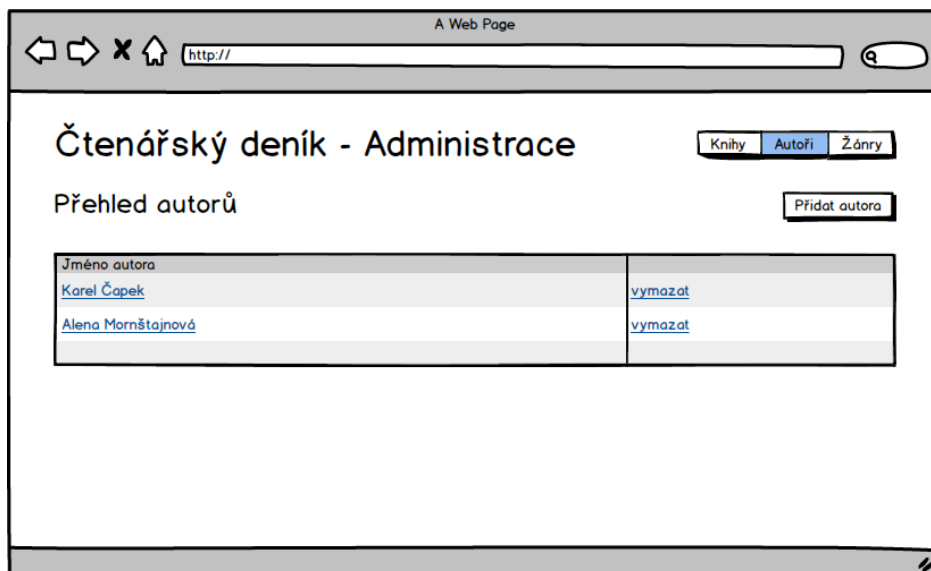 A Web Page
http://
Čtenářský deník - Administrace
Knihy Autoři Žánry
Přehled autorů
Přidat autora
Jméno autora
Karel Čapek vymazat
Alena Mornštajnová vymazat